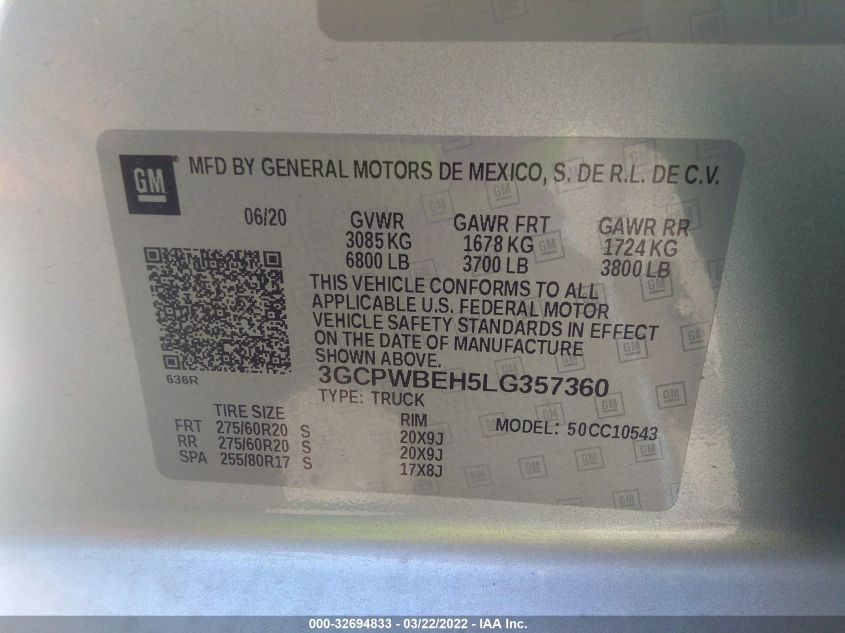 GM ® MFD BY GENERAL MOTORS DE MEXICO, S. DE R.L. DE C.V.
06/20 GVWR GAWR FRT GAWR RR
3085 KG 1678 KG 1724 KG
6800 LB 3700 LB 3800 LB
THIS VEHICLE CONFORMS TO ALL
APPLICABLE U.S. FEDERAL MOTOR
VEHICLE SAFETY STANDARDS IN EFFECT
ON THE DATE OF MANUFACTURE
SHOWN ABOVE.
636R
3GCPWBEH5LG357360
TYPE: TRUCK
TIRE SIZE RIM MODEL: 50CC10543
FRT 275/60R20 S 20X9J
RR 275/60R20 S 20X9J
SPA 255/80R17 S 17X8J
000-32694833 - 03/22/2022 - IAA Inc.